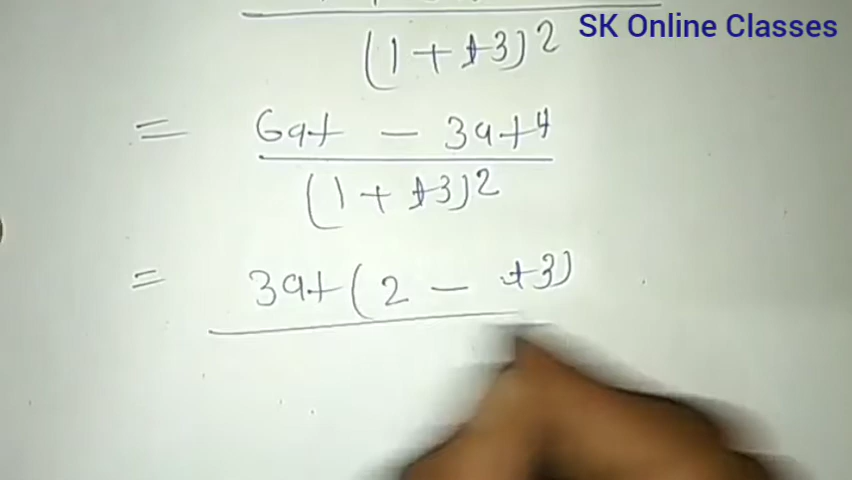 SK Online Classes
(1 + t3)2
= 6at - 3at4
(1 + t3)2
= 3at(2 - t3)